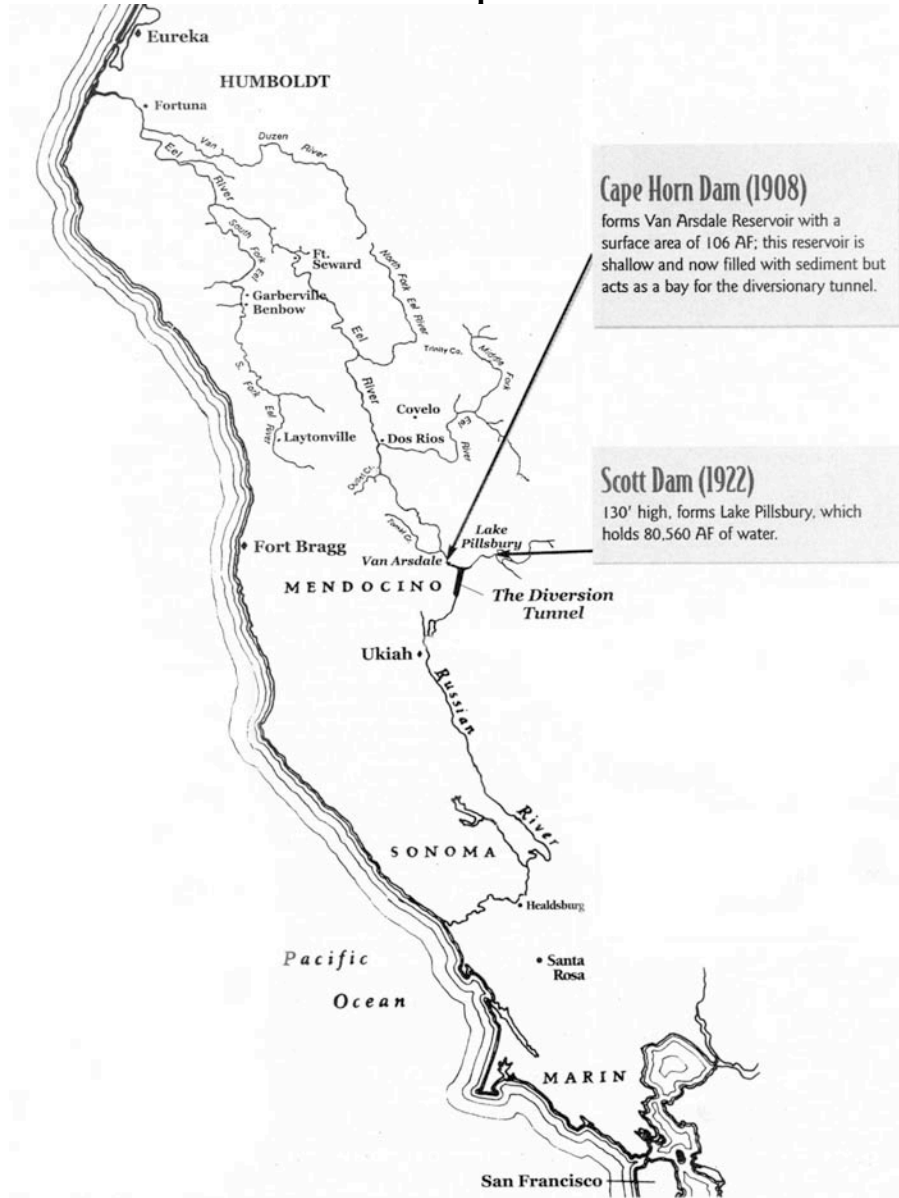 Eureka
HUMBOLDT
Fortuna
Van
Duzen
River
Eel
River
South
Fork
Eel
Ft.
Seward
North
Fork
Eel
River
Garberville
Benbow
Eel
River
Trinity Co.
Middle
Fork
Eel
River
S.
Fork
Eel
River
Covelo
Laytonville
Dos Rios
Outlet Cr.
Tomki Cr.
Lake
Pillsbury
Van Arsdale
Fort Bragg
MENDOCINO
The Diversion
Tunnel
Ukiah
Russian
River
SONOMA
Healdsburg
Santa
Rosa
Pacific
Ocean
MARIN
San Francisco
Cape Horn Dam (1908)
forms Van Arsdale Reservoir with a
surface area of 106 AF; this reservoir is
shallow and now filled with sediment but
acts as a bay for the diversionary tunnel.
Scott Dam (1922)
130' high, forms Lake Pillsbury, which
holds 80,560 AF of water.